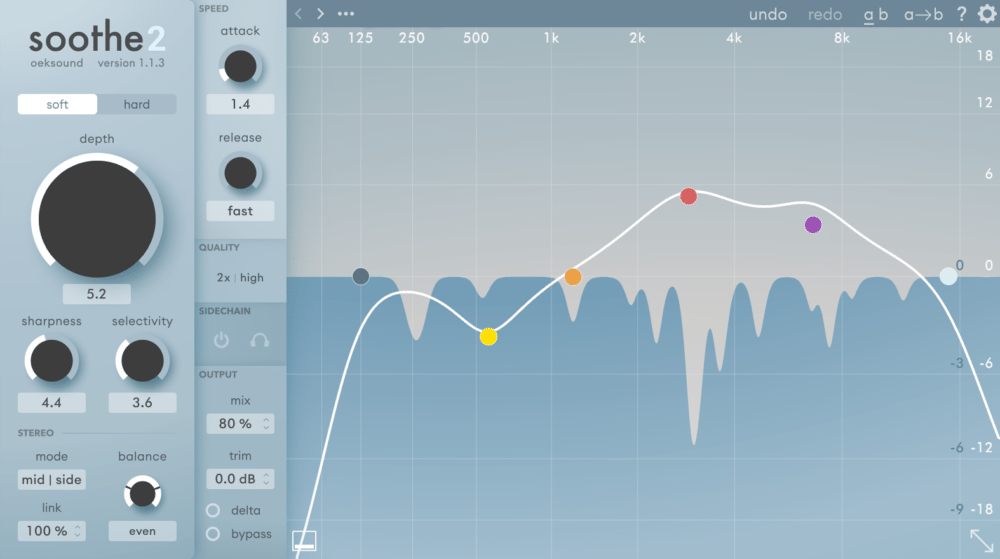 soothe2
oeksound version 1.1.3
soft hard
depth
5.2
sharpness selectivity
4.4 3.6
STEREO
mode balance
mid | side
link
100 % even
SPEED
attack
1.4
release
fast
QUALITY
2x | high
SIDECHAIN
OUTPUT
mix
80 %
trim
0.0 dB
delta
bypass
undo redo a b a→b ?
63 125 250 500 1k 2k 4k 8k 16k
18
12
6
0 0
-3 -6
-6 -12
-9 -18